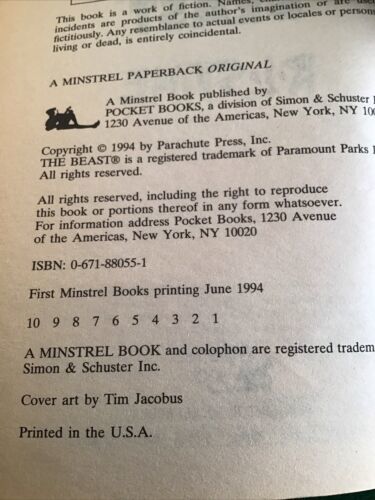 This book is a work of fiction. Names,
incidents are products of the author's imagination or are
fictitiously. Any resemblance to actual events or locales or
living or dead, is entirely coincidental.
A MINSTREL PAPERBACK ORIGINAL
A Minstrel Book published by
POCKET BOOKS, a division of Simon & Schuster
1230 Avenue of the Americas, New York, NY
Copyright © 1994 by Parachute Press, Inc.
THE BEAST® is a registered trademark of Paramount Parks
All rights reserved.
All rights reserved, including the right to reproduce
this book or portions thereof in any form whatsoever.
For information address Pocket Books, 1230 Avenue
of the Americas, New York, NY 10020
ISBN: 0-671-88055-1
First Minstrel Books printing June 1994
10 9 8 7 6 5 4 3 2 1
A MINSTREL BOOK and colophon are registered tradem
Simon & Schuster Inc.
Cover art by Tim Jacobus
Printed in the U.S.A.